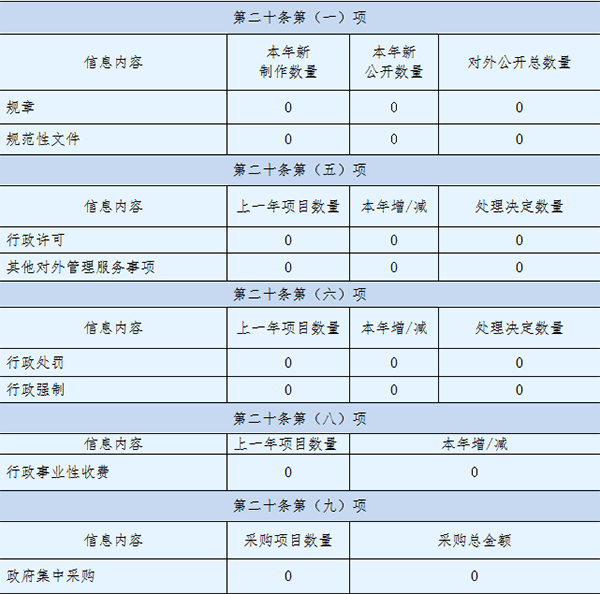 第二十条第（一）项
信息内容 本年新制作数量 本年新公开数量 对外公开总数量
规章 0 0 0
规范性文件 0 0 0
第二十条第（五）项
信息内容 上一年项目数量 本年增/减 处理决定数量
行政许可 0 0 0
其他对外管理服务事项 0 0 0
第二十条第（六）项
信息内容 上一年项目数量 本年增/减 处理决定数量
行政处罚 0 0 0
行政强制 0 0 0
第二十条第（八）项
信息内容 上一年项目数量 本年增/减
行政事业性收费 0 0
第二十条第（九）项
信息内容 采购项目数量 采购总金额
政府集中采购 0 0